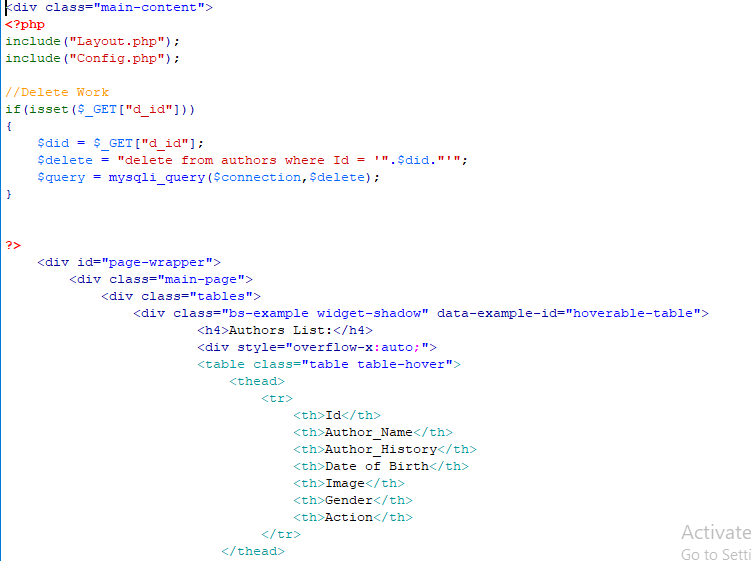 <div class="main-content">
<?php
include("Layout.php");
include("Config.php");
//Delete Work
if(isset($_GET["d_id"]))
{
$did = $_GET["d_id"];
$delete = "delete from authors where Id = '".$did."'";
$query = mysqli_query($connection,$delete);
}
?>
<div id="page-wrapper">
<div class="main-page">
<div class="tables">
<div class="bs-example widget-shadow" data-example-id="hoverable-table">
<h4>Authors List:</h4>
<div style="overflow-x:auto;">
<table class="table table-hover">
<thead>
<tr>
<th>Id</th>
<th>Author_Name</th>
<th>Author_History</th>
<th>Date of Birth</th>
<th>Image</th>
<th>Gender</th>
<th>Action</th>
</tr>
</thead>
Activate
Go to Setti